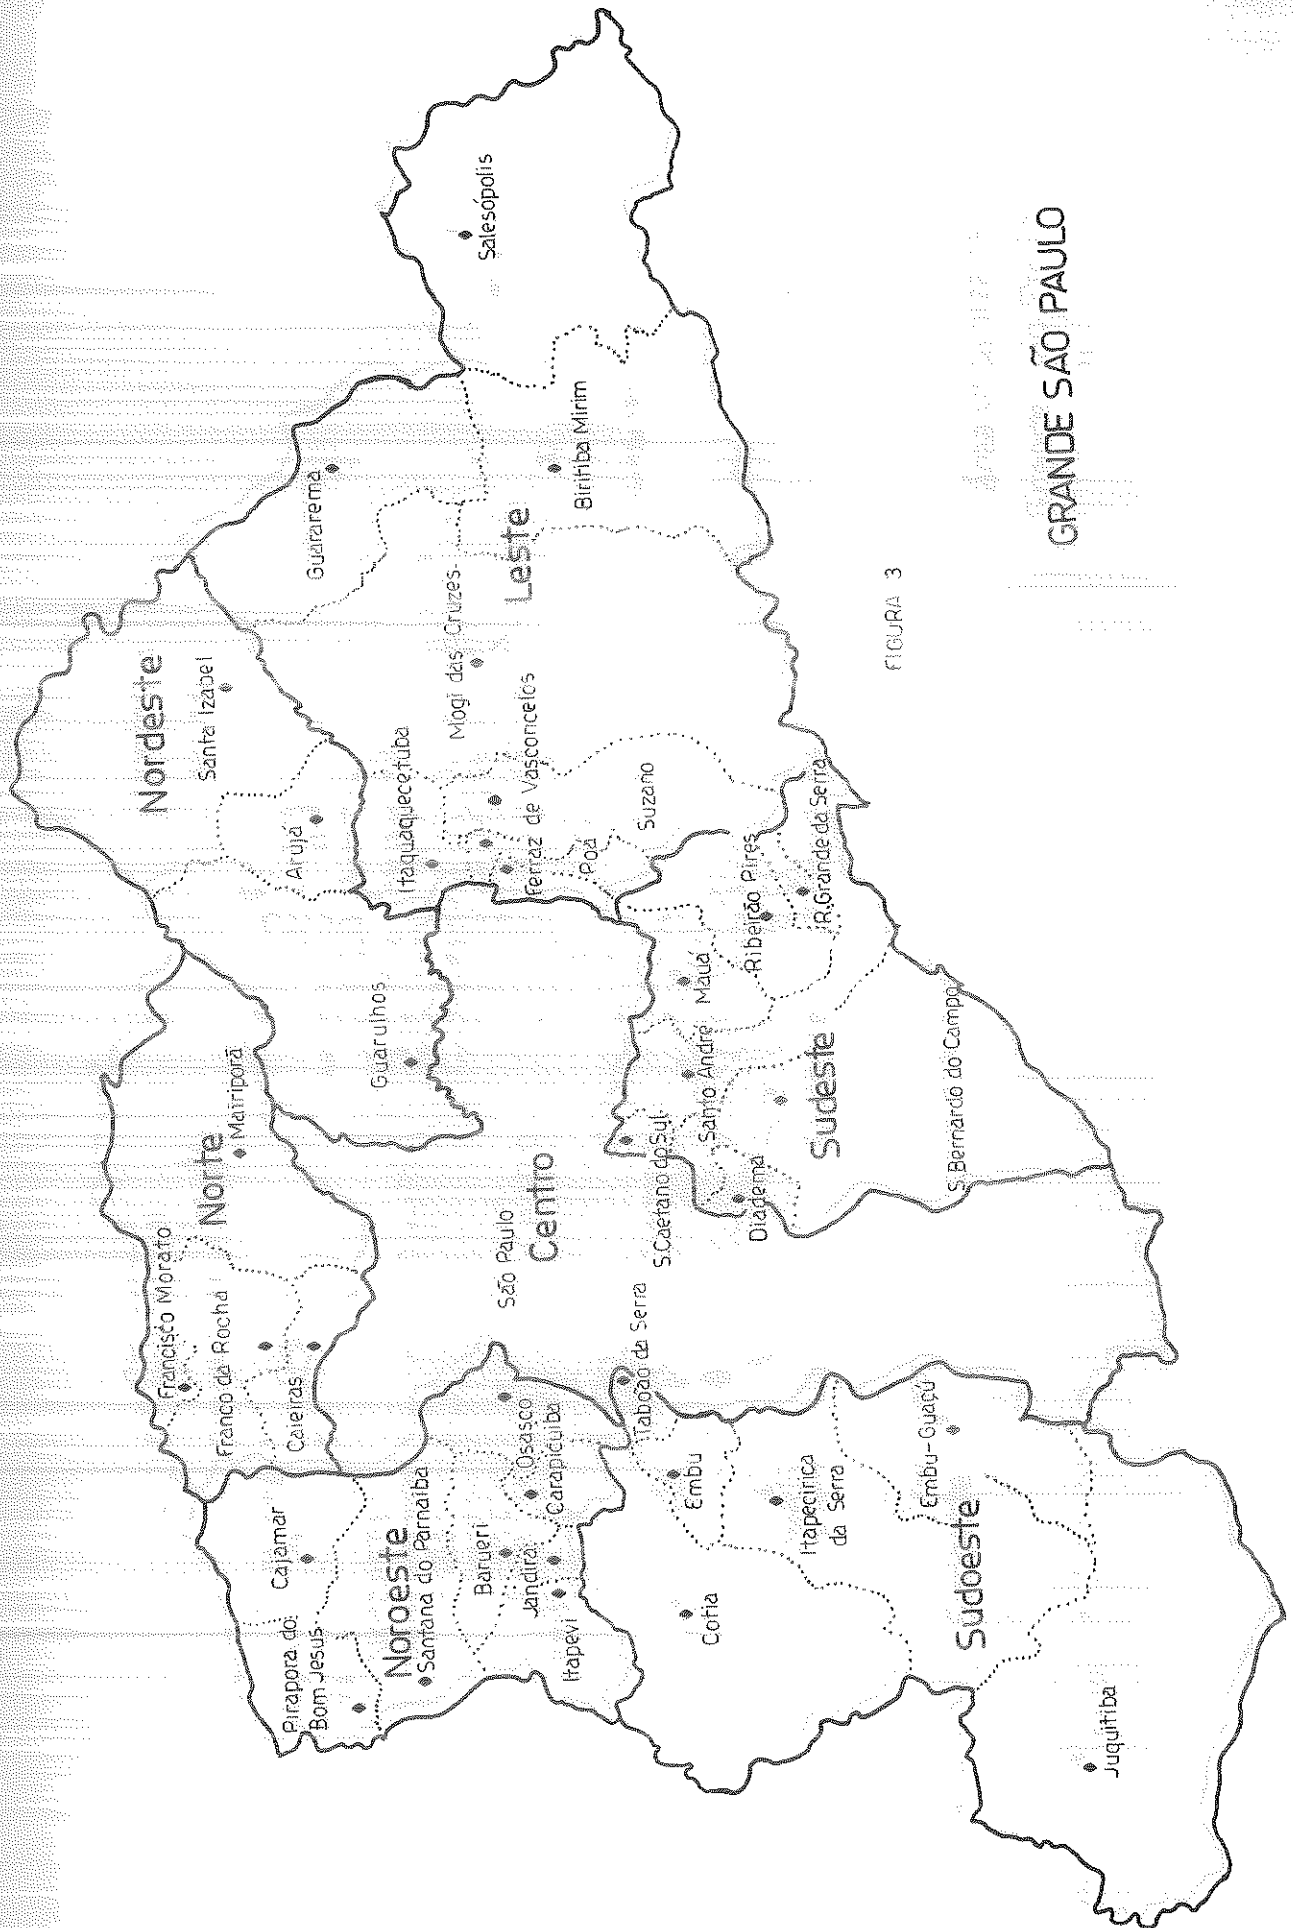 Nordeste
Santa Izabel
Arujá
Guarulhos
Norte
Mairiporã
Francisco Morato
Franco da Rocha
Caieiras
Cajamar
Pirapora do
Bom Jesus
Noroeste
Santana do Parnaíba
Barueri
Osasco
Carapicuíba
Jandira
Itapevi
São Paulo
Centro
Guararema
Salesópolis
Biritiba Mirim
Leste
Mogi das Cruzes
Itaquaquecetuba
Ferraz de Vasconcelos
Poá
Suzano
Mauá
Ribeirão Pires
R.Grande da Serra
Santo André
S.Caetano do Sul
Diadema
Sudeste
S.Bernardo do Campo
Taboão da Serra
Embu
Cotia
Itapecirica
da Serra
Embu-Guaçú
Sudoeste
Juquitiba
FIGURA 3
GRANDE SÃO PAULO